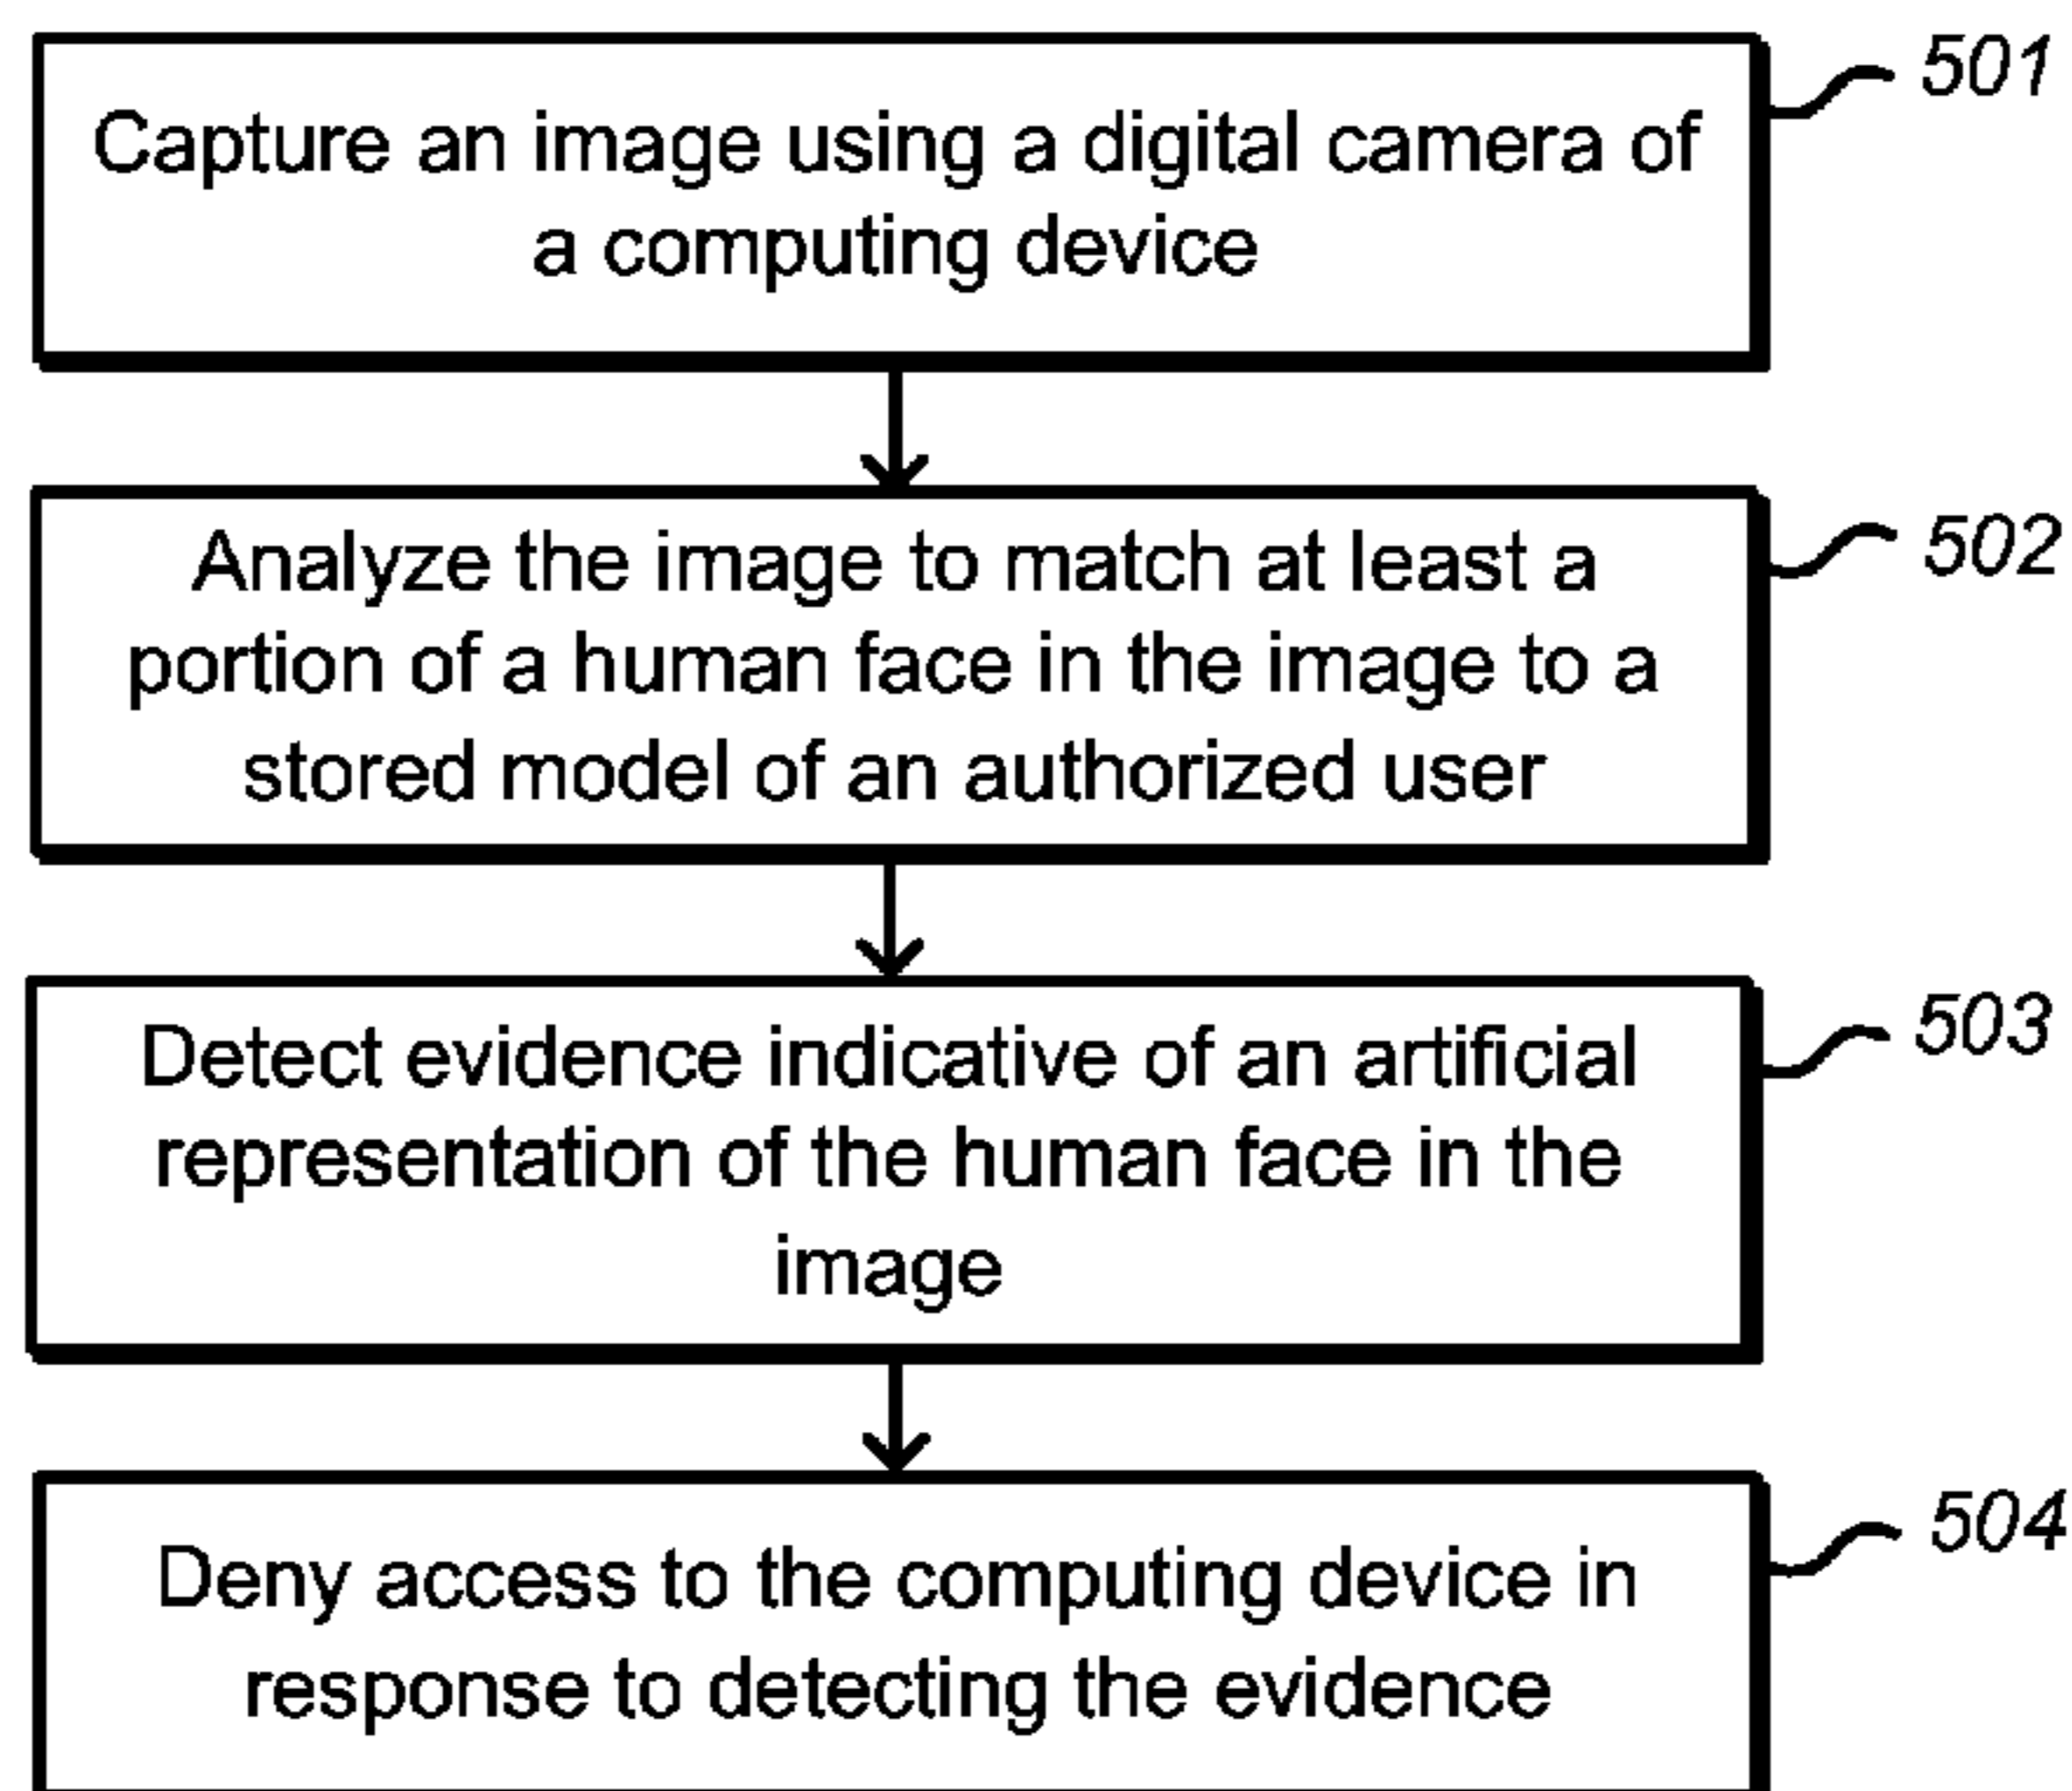 501
Capture an image using a digital camera of
a computing device
502
Analyze the image to match at least a
portion of a human face in the image to a
stored model of an authorized user
503
Detect evidence indicative of an artificial
representation of the human face in the
image
504
Deny access to the computing device in
response to detecting the evidence